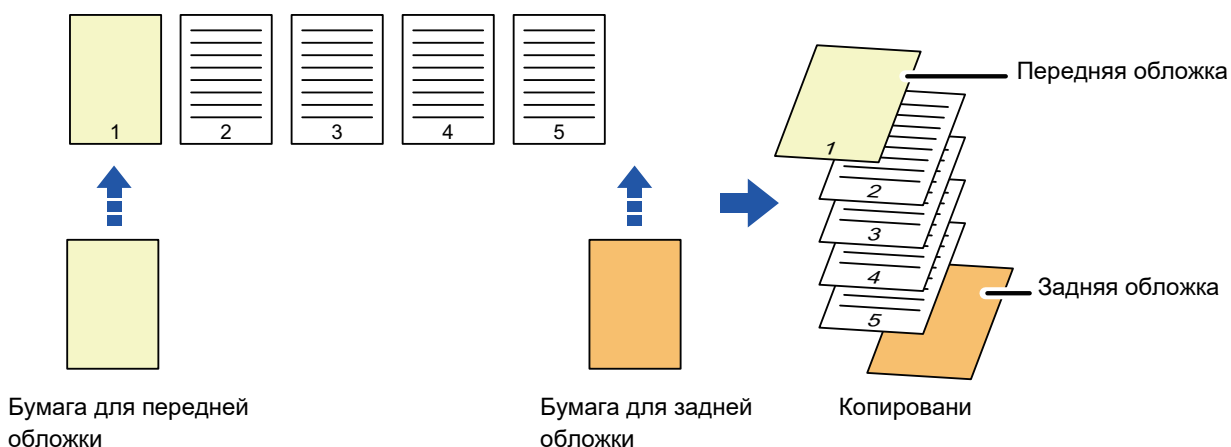 1
2
3
4
5
Передняя обложка
1
2
3
4
5
Задняя обложка
Бумага для передней
обложки
Бумага для задней
обложки
Копировани